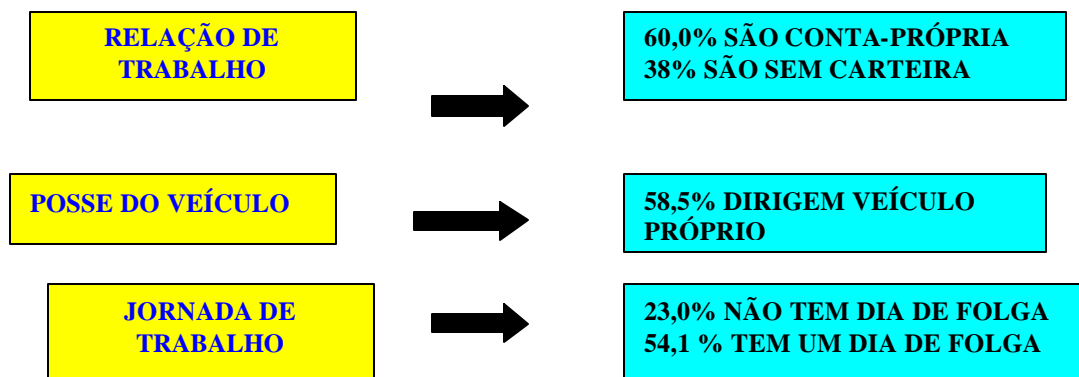 RELAÇÃO DE
TRABALHO
60,0% SÃO CONTA-PRÓPRIA
38% SÃO SEM CARTEIRA
POSSE DO VEÍCULO
58,5% DIRIGEM VEÍCULO
PRÓPRIO
JORNADA DE
TRABALHO
23,0% NÃO TEM DIA DE FOLGA
54,1 % TEM UM DIA DE FOLGA